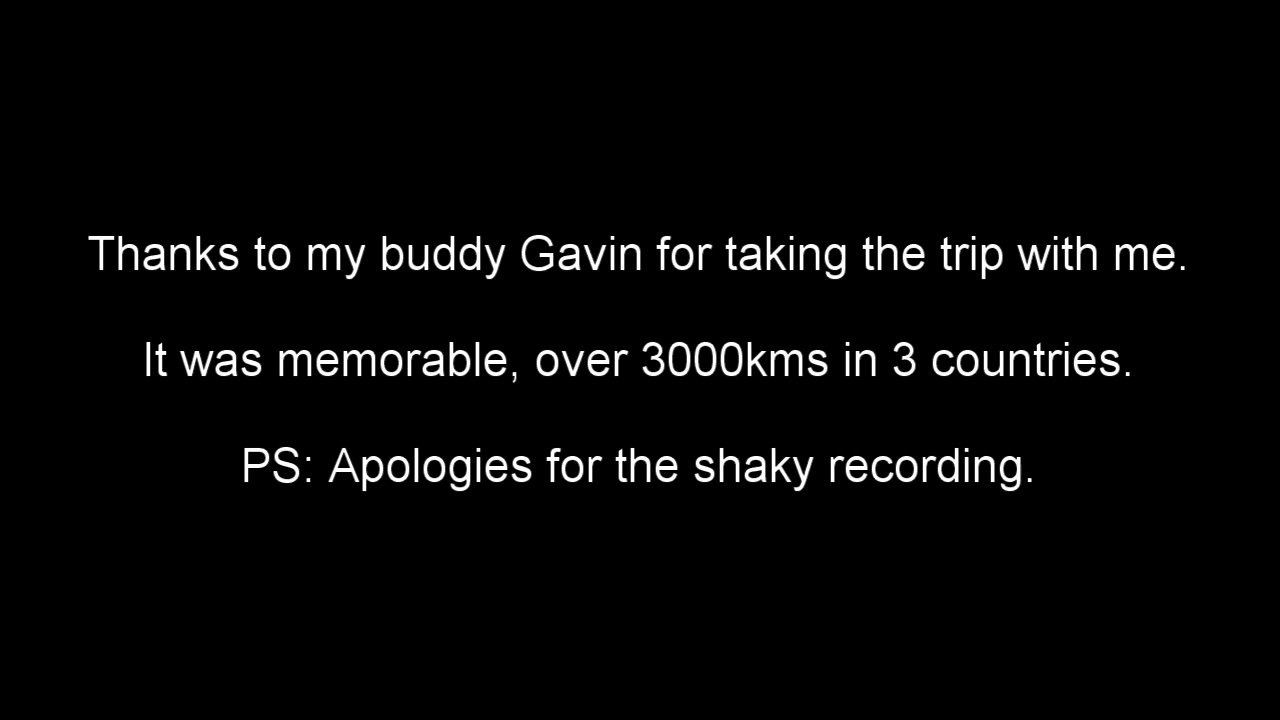 Thanks to my buddy Gavin for taking the trip with me.
It was memorable, over 3000kms in 3 countries.
PS: Apologies for the shaky recording.